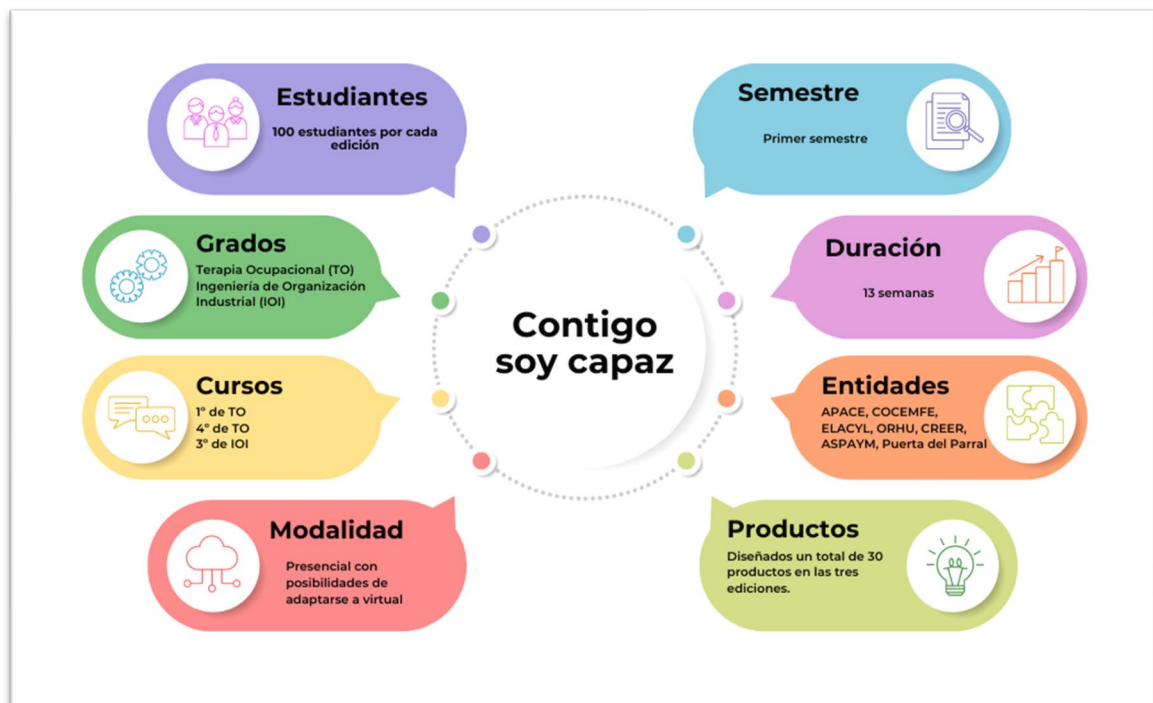 Estudiantes
100 estudiantes por cada
edición
Grados
Terapia Ocupacional (TO)
Ingeniería de Organización
Industrial (IOI)
Cursos
1º de TO
4º de TO
3º de IOI
Modalidad
Presencial con
posibilidades de
adaptarse a virtual
Contigo
soy capaz
Semestre
Primer semestre
Duración
13 semanas
Entidades
APACE, COCEMFE,
ELACYL, ORHU, CREER,
ASPAYM, Puerta del Parral
Productos
Diseñados un total de 30
productos en las tres
ediciones.